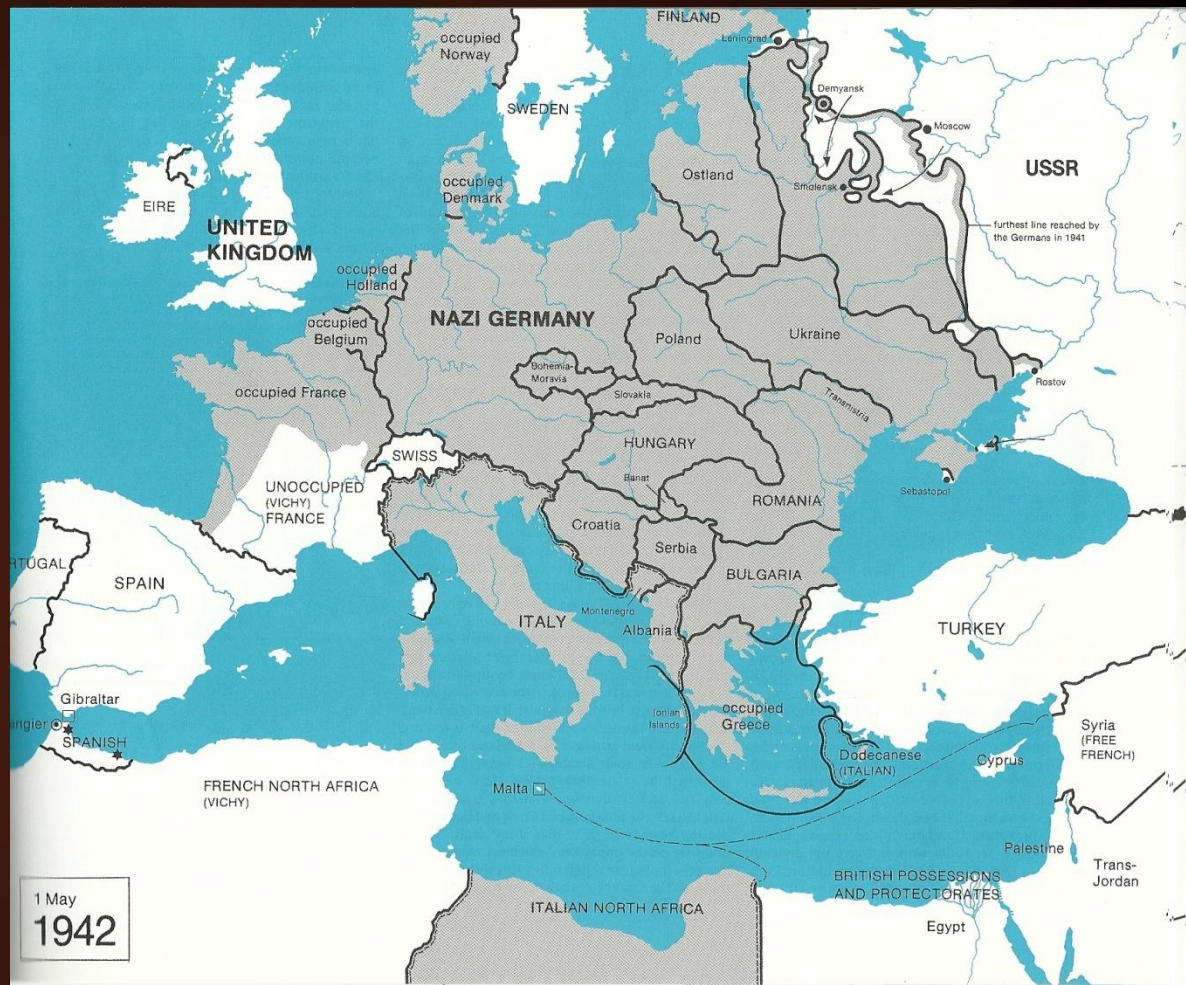 FINLAND
occupied
Norway
Leningrad
SWEDEN
Demyansk
Moscow
USSR
EIRE
UNITED
KINGDOM
occupied
Denmark
Ostland
Smolensk
furthest line reached by
the Germans in 1941
occupied
Holland
occupied
Belgium
NAZI GERMANY
Poland
Ukraine
Bohemia-
Moravia
occupied France
Slovakia
Transnistria
Rostov
SWISS
HUNGARY
UNOCCUPIED
(VICHY)
FRANCE
Banat
ROMANIA
Sebastopol
Croatia
Serbia
RTUGAL
SPAIN
BULGARIA
Montenegro
ITALY
Albania
TURKEY
Gibraltar
ngier
SPANISH
Ionian
Islands
occupied
Greece
Dodecanese
(ITALIAN)
Cyprus
Syria
(FREE
FRENCH)
FRENCH NORTH AFRICA
(VICHY)
Malta
Palestine
Trans-
Jordan
BRITISH POSSESSIONS
AND PROTECTORATES
Egypt
ITALIAN NORTH AFRICA
1 May
1942